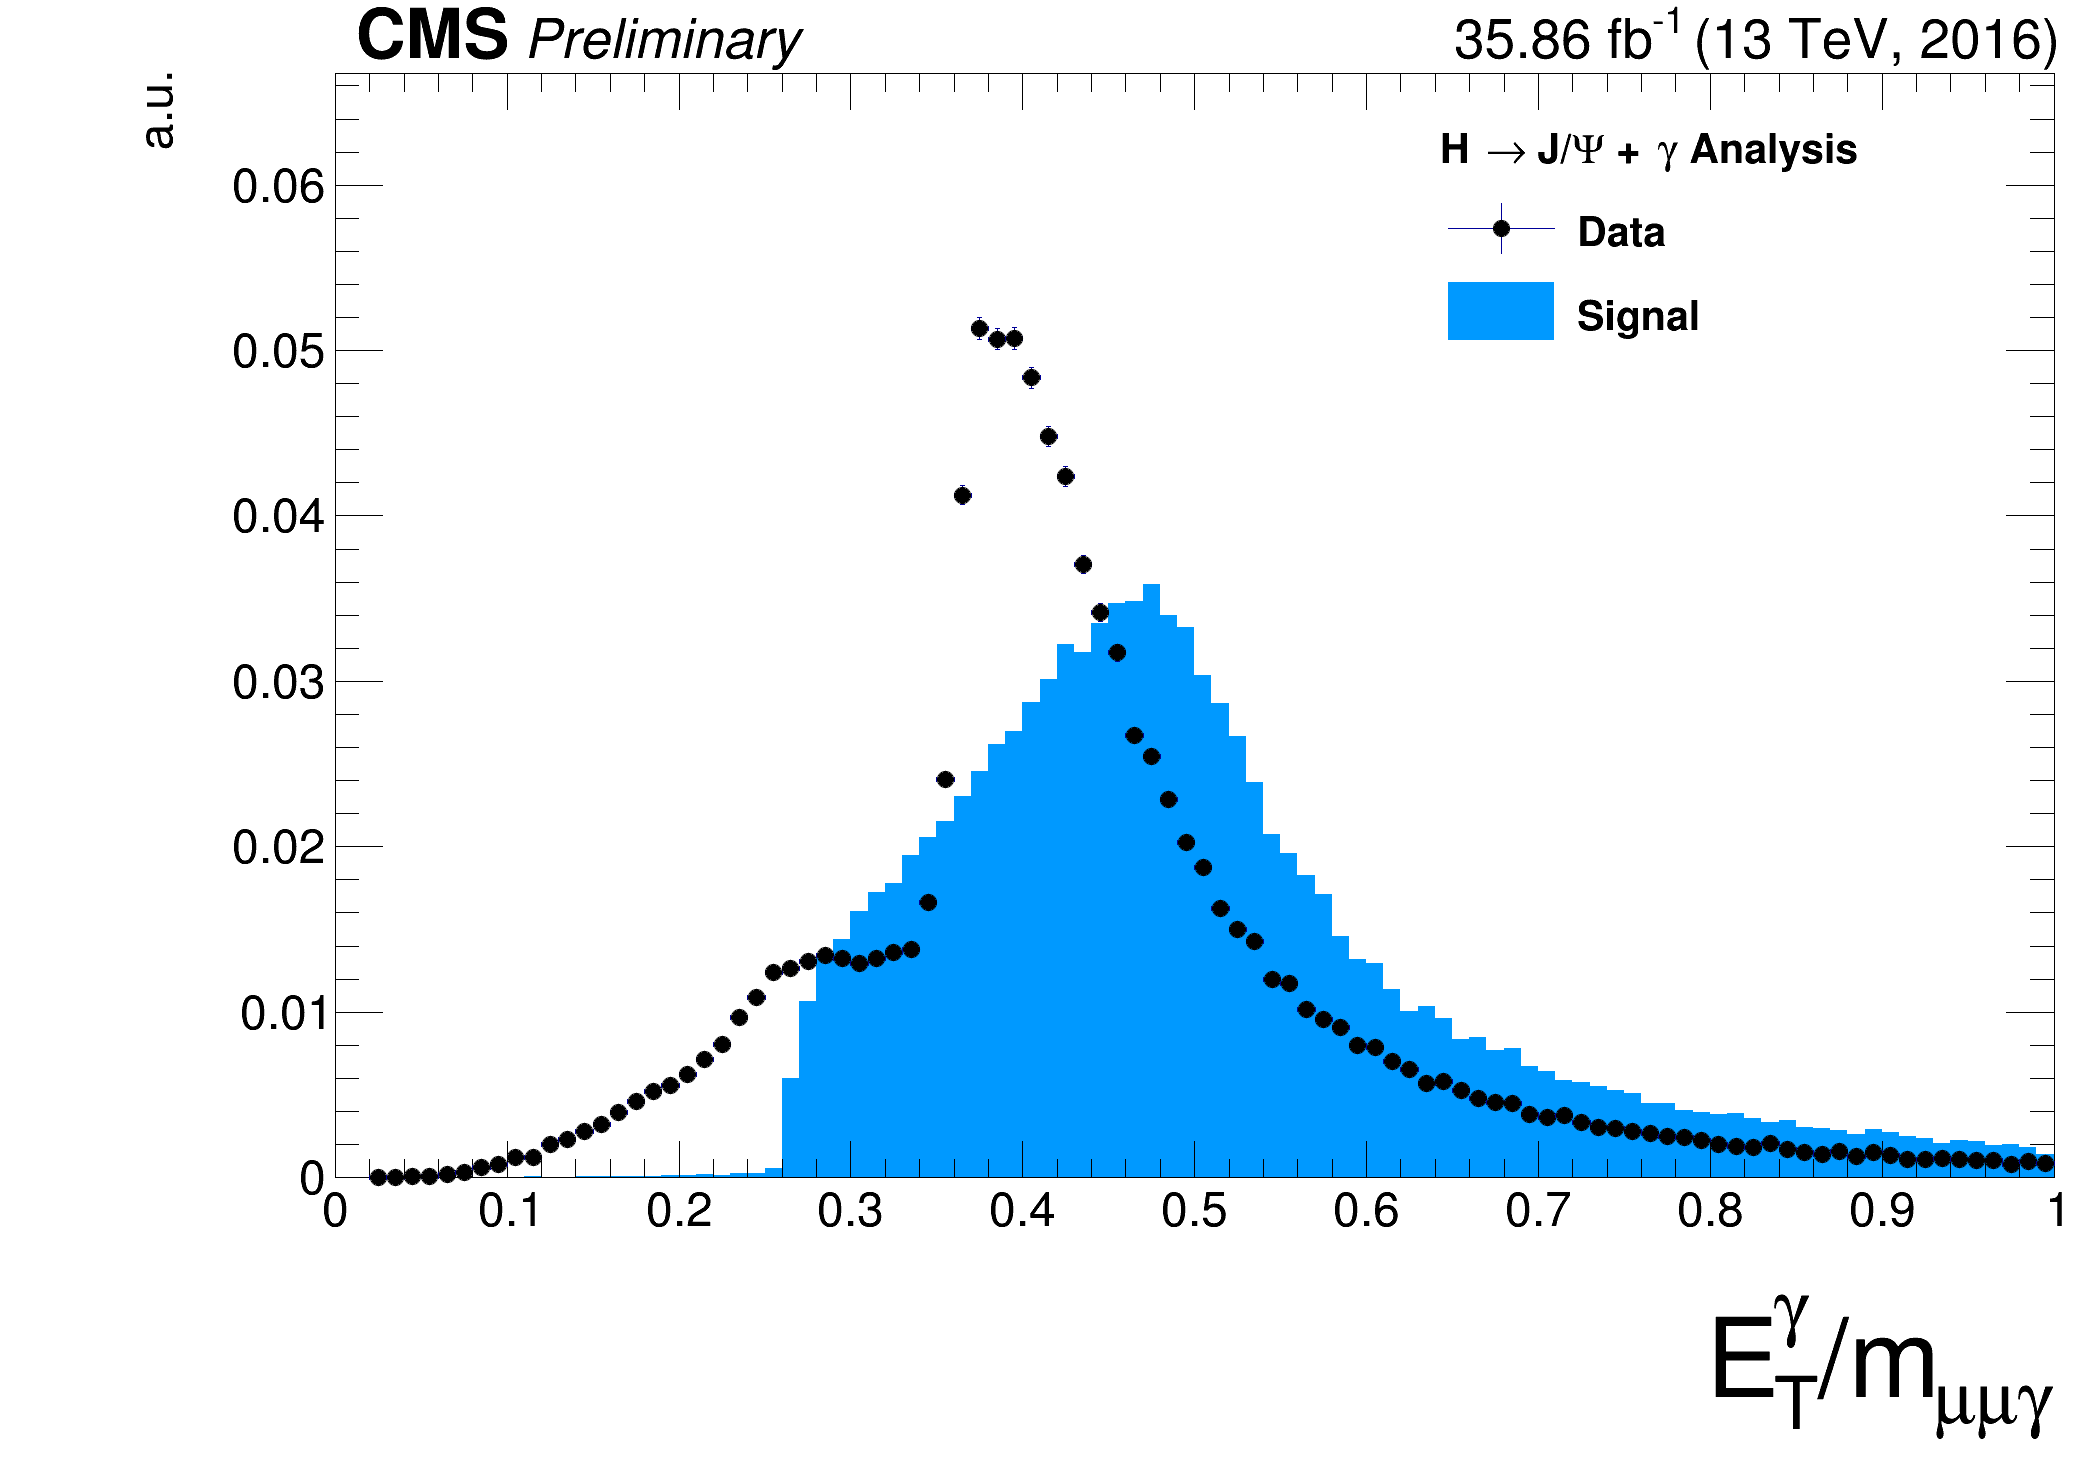 CMS Preliminary 35.86 fb⁻¹ (13 TeV, 2016)
a.u.
H → J/Ψ + γ Analysis
Data
Signal
0.06
0.05
0.04
0.03
0.02
0.01
0
0 0.1 0.2 0.3 0.4 0.5 0.6 0.7 0.8 0.9 1
E_T^γ/m_μμγ